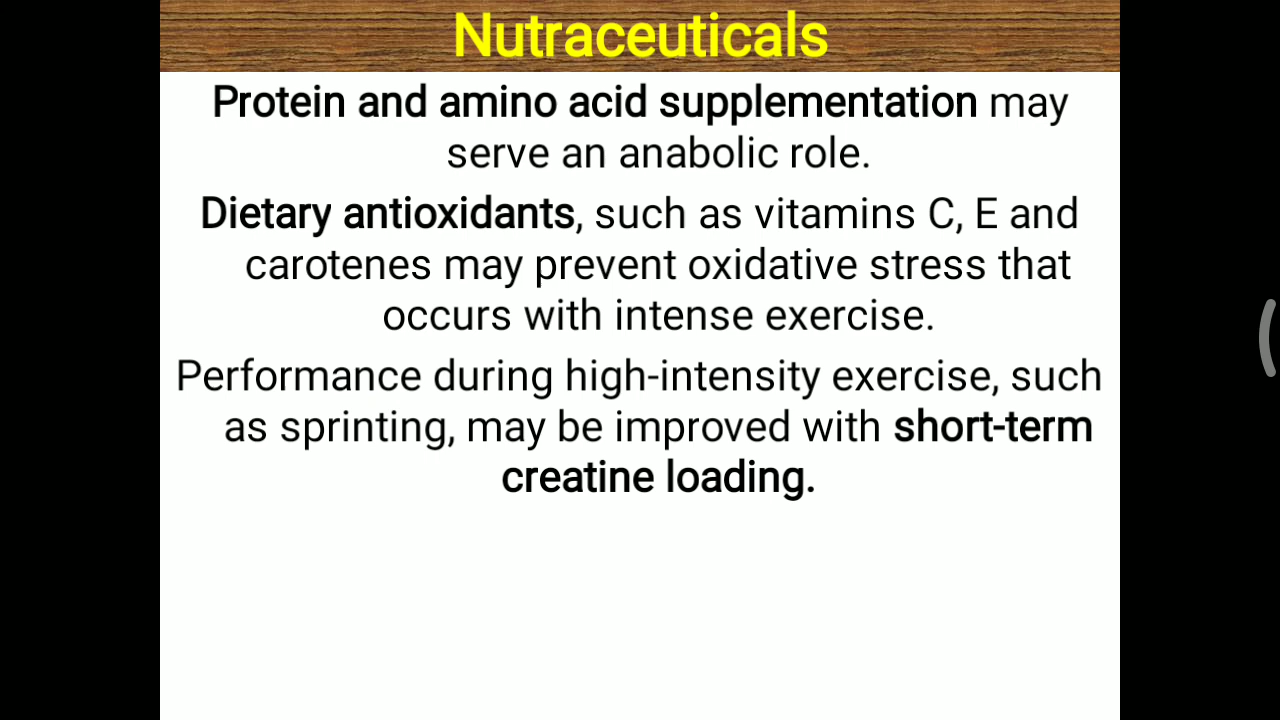 Nutraceuticals
Protein and amino acid supplementation may
serve an anabolic role.
Dietary antioxidants, such as vitamins C, E and
carotenes may prevent oxidative stress that
occurs with intense exercise.
Performance during high-intensity exercise, such
as sprinting, may be improved with short-term
creatine loading.